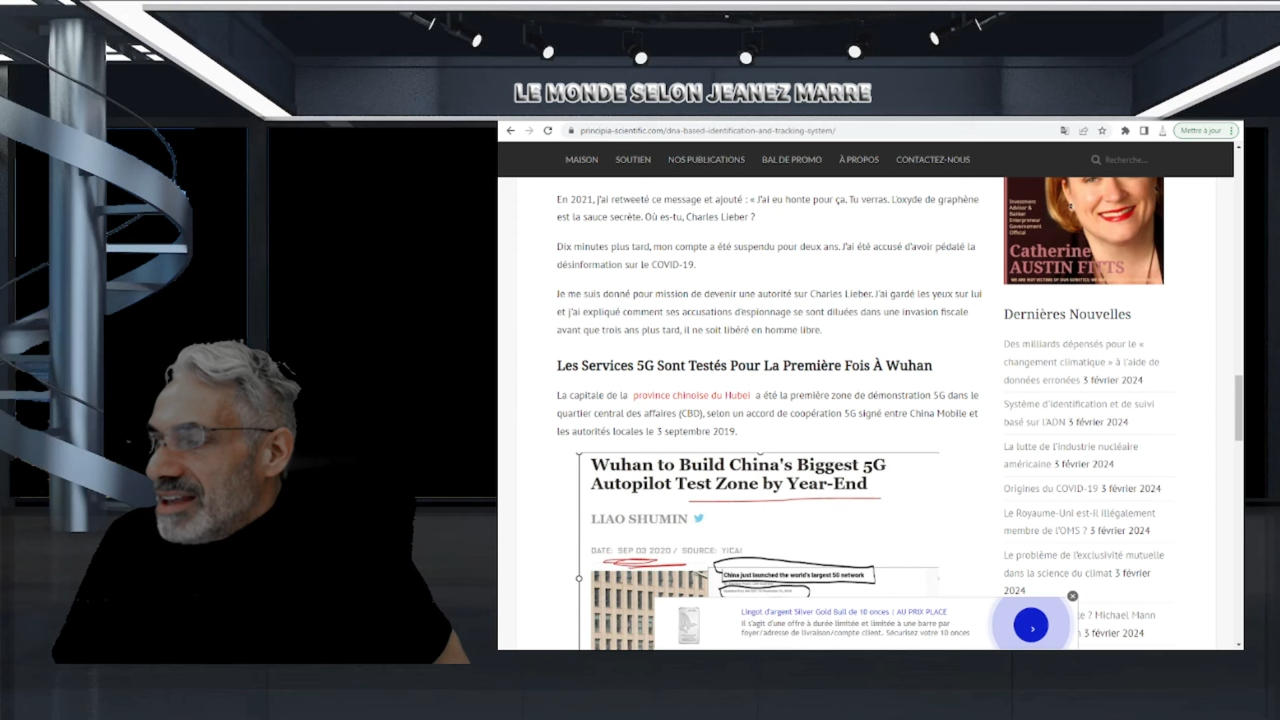 LE MONDE SELON JEANEZ MARRE
principia-scientific.com/dna-based-identification-and-tracking-system/
Mettre à jour
MAISON SOUTIEN NOS PUBLICATIONS BAL DE PROMO À PROPOS CONTACTEZ-NOUS
Recherche...
En 2021, j'ai retweeté ce message et ajouté : « J'ai eu honte pour ça. Tu verras. L'oxyde de graphène
est la sauce secrète. Où es-tu, Charles Lieber ?
Dix minutes plus tard, mon compte a été suspendu pour deux ans. J'ai été accusé d'avoir pédalé la
désinformation sur le COVID-19.
Je me suis donné pour mission de devenir une autorité sur Charles Lieber. J'ai gardé les yeux sur lui
et j'ai expliqué comment ses accusations d'espionnage se sont diluées dans une invasion fiscale
avant que trois ans plus tard, il ne soit libéré en homme libre.
Les Services 5G Sont Testés Pour La Première Fois À Wuhan
La capitale de la province chinoise du Hubei a été la première zone de démonstration 5G dans le
quartier central des affaires (CBD), selon un accord de coopération 5G signé entre China Mobile et
les autorités locales le 3 septembre 2019.
Wuhan to Build China's Biggest 5G
Autopilot Test Zone by Year-End
LIAO SHUMIN
DATE: SEP 03 2020 / SOURCE: YICAI
China just launched the world's largest 5G network
Lingot d'argent Silver Gold Bull de 10 onces | AU PRIX PLACE
Il s'agit d'une offre à durée limitée et limitée à une barre par
foyer/adresse de livraison/compte client. Sécurisez votre 10 onces
Investment
Advisor &
Banker
Enterpreneur
Government
Official
Catherine
AUSTIN FITTS
Dernières Nouvelles
Des milliards dépensés pour le «
changement climatique » à l'aide de
données erronées 3 février 2024
Système d'identification et de suivi
basé sur l'ADN 3 février 2024
La lutte de l'industrie nucléaire
américaine 3 février 2024
Origines du COVID-19 3 février 2024
Le Royaume-Uni est-il illégalement
membre de l'OMS ? 3 février 2024
Le problème de l'exclusivité mutuelle
dans la science du climat 3 février
2024
? Michael Mann
3 février 2024